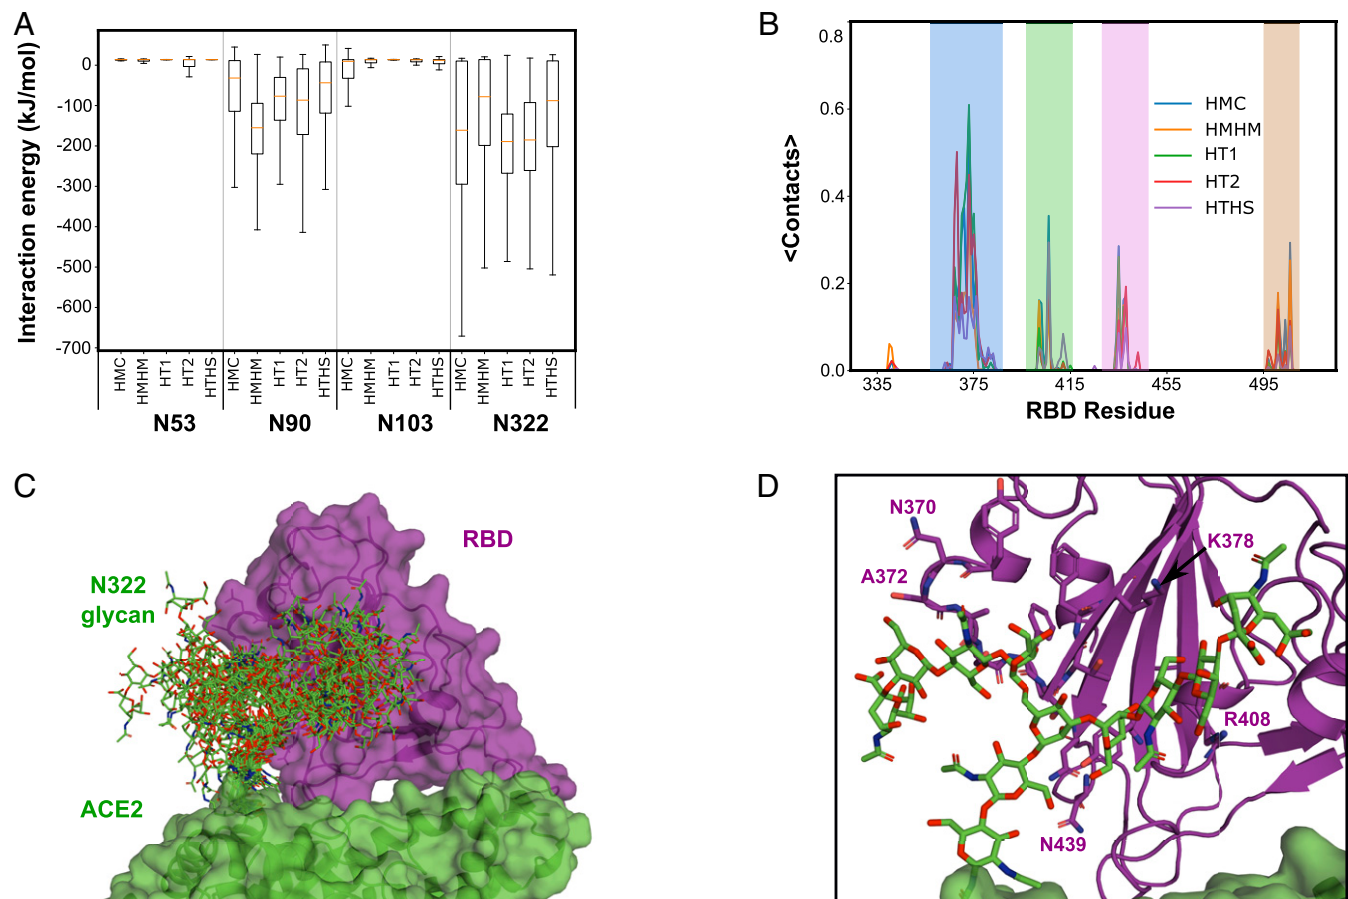 A
Interaction energy (kJ/mol)
0
-100
-200
-300
-400
-500
-600
-700
HMC
HMHM
HT1
HT2
HTHS
HMC
HMHM
HT1
HT2
HTHS
HMC
HMHM
HT1
HT2
HTHS
HMC
HMHM
HT1
HT2
HTHS
N53
N90
N103
N322
B
<Contacts>
0.8
0.6
0.4
0.2
0.0
335
375
415
455
495
RBD Residue
HMC
HMHM
HT1
HT2
HTHS
C
RBD
N322
glycan
ACE2
D
N370
A372
K378
R408
N439